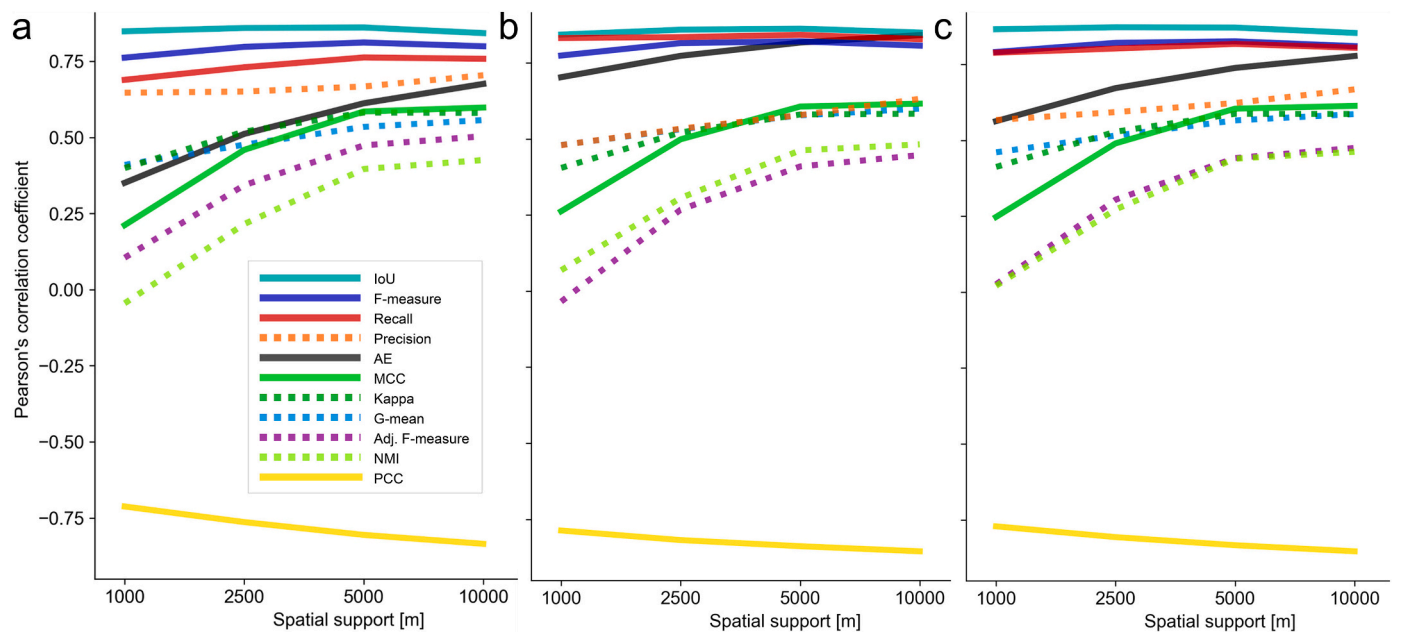 a
b
c
Pearson's correlation coefficient
0.75
0.50
0.25
0.00
−0.25
−0.50
−0.75
IoU
F-measure
Recall
Precision
AE
MCC
Kappa
G-mean
Adj. F-measure
NMI
PCC
1000 2500 5000 10000
Spatial support [m]
1000 2500 5000 10000
Spatial support [m]
1000 2500 5000 10000
Spatial support [m]